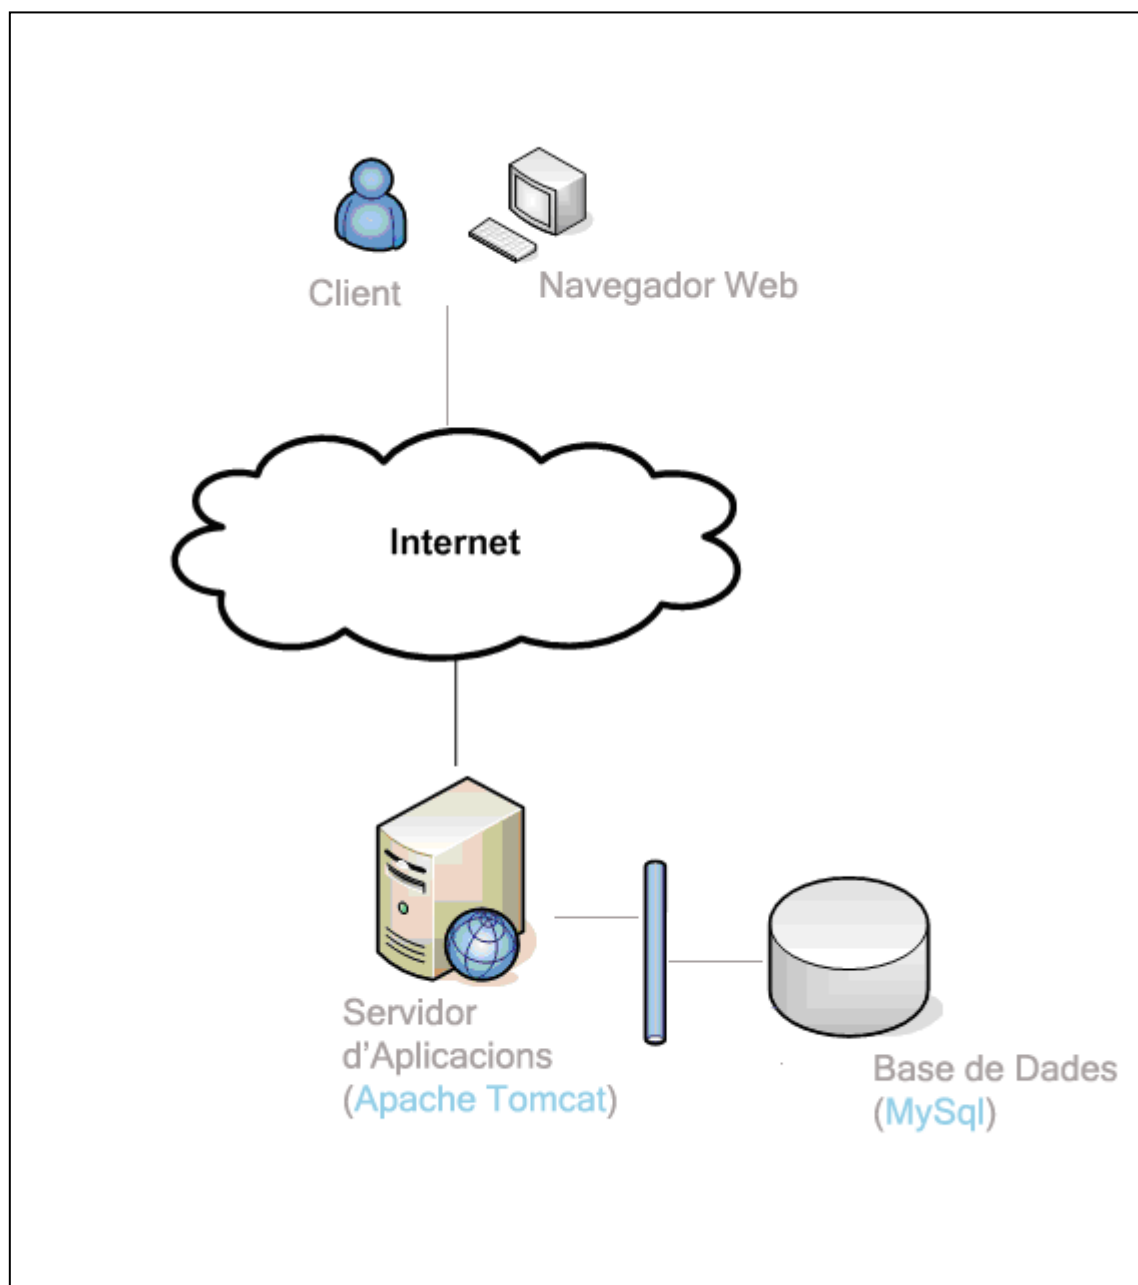 Client
Navegador Web
Internet
Servidor
d'Aplicacions
(Apache Tomcat)
Base de Dades
(MySql)